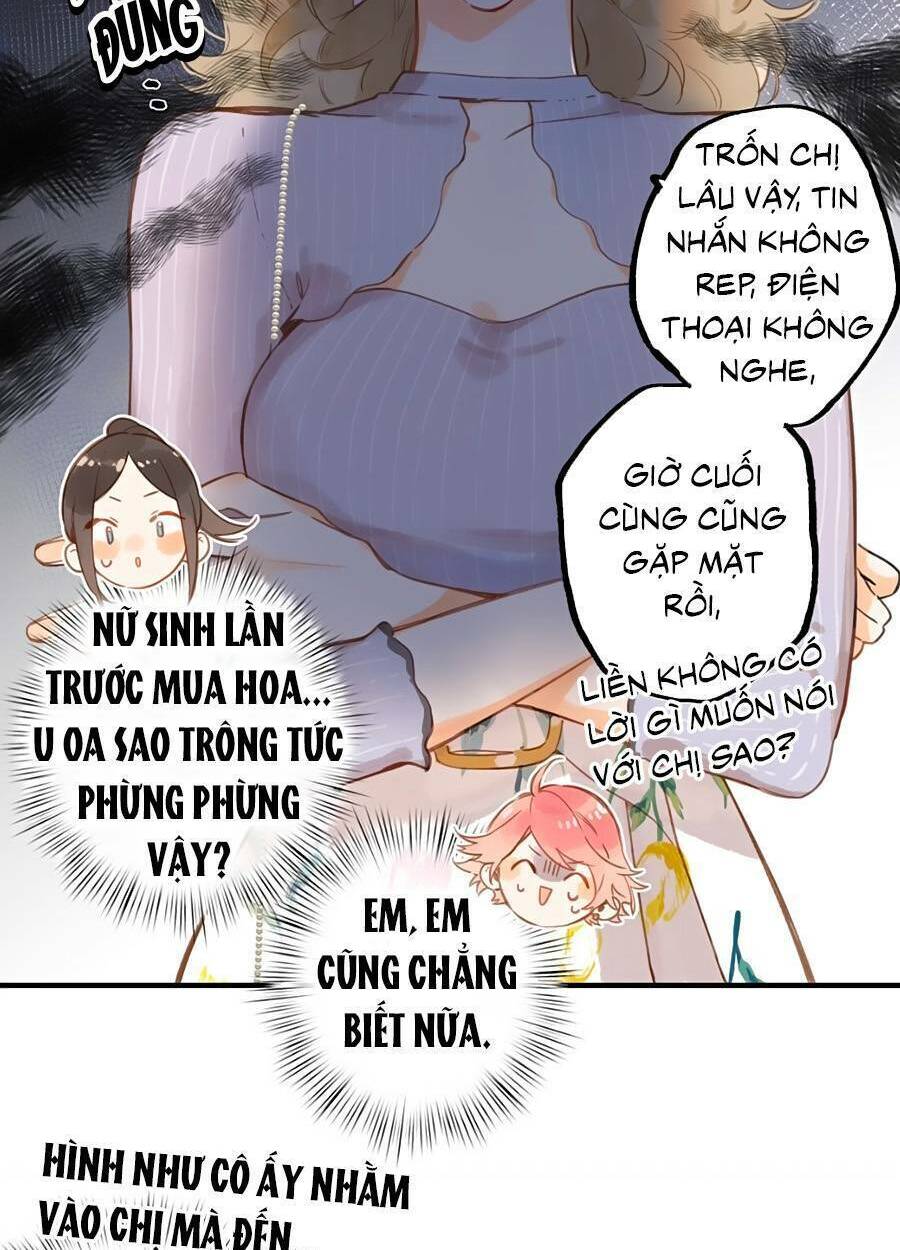 ĐÙNG
TRỐN CHỊ
LÂU VẬY, TIN
NHẮN KHÔNG
REP, ĐIỆN
THOẠI KHÔNG
NGHE,
GIỜ CUỐI
CÙNG CŨNG
GẶP MẶT
RỒI,
LIỀN KHÔNG CÓ
LỜI GÌ MUỐN NÓI
VỚI CHỊ SAO?
NỮ SINH LẦN
TRƯỚC MUA HOA...
U OA SAO TRÔNG TỨC
PHỪNG PHỪNG
VẬY?
EM, EM
CŨNG CHẲNG
BIẾT NỮA.
HÌNH NHƯ CÔ ẤY NHẰM
VÀO CHỊ MÀ ĐẾN